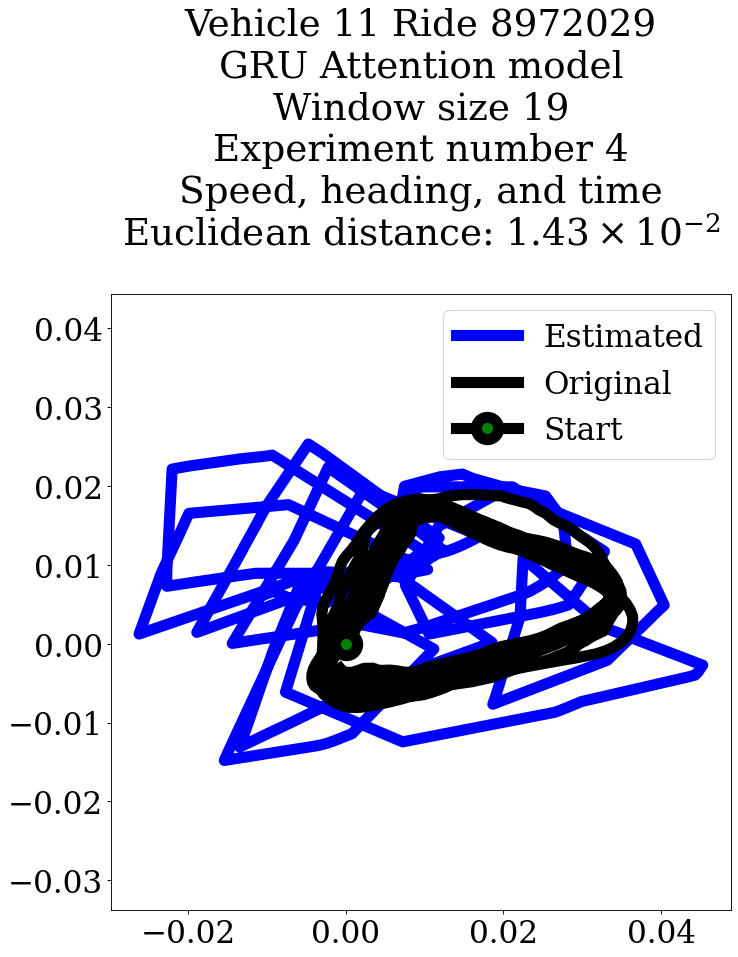 Vehicle 11 Ride 8972029
GRU Attention model
Window size 19
Experiment number 4
Speed, heading, and time
Euclidean distance: 1.43 × 10⁻²
Estimated
Original
Start
0.04
0.03
0.02
0.01
0.00
−0.01
−0.02
−0.03
−0.02 0.00 0.02 0.04